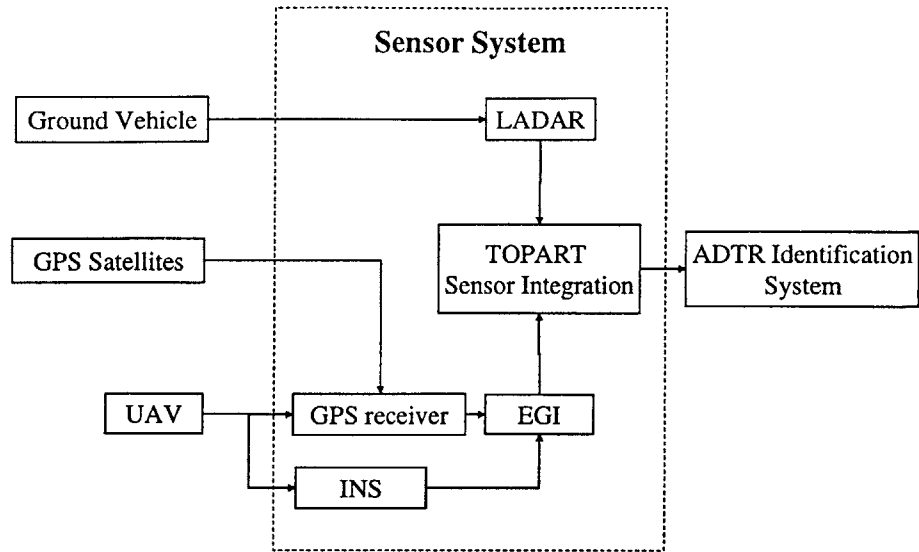 Sensor System
Ground Vehicle
LADAR
GPS Satellites
TOPART
Sensor Integration
ADTR Identification
System
UAV
GPS receiver
EGI
INS